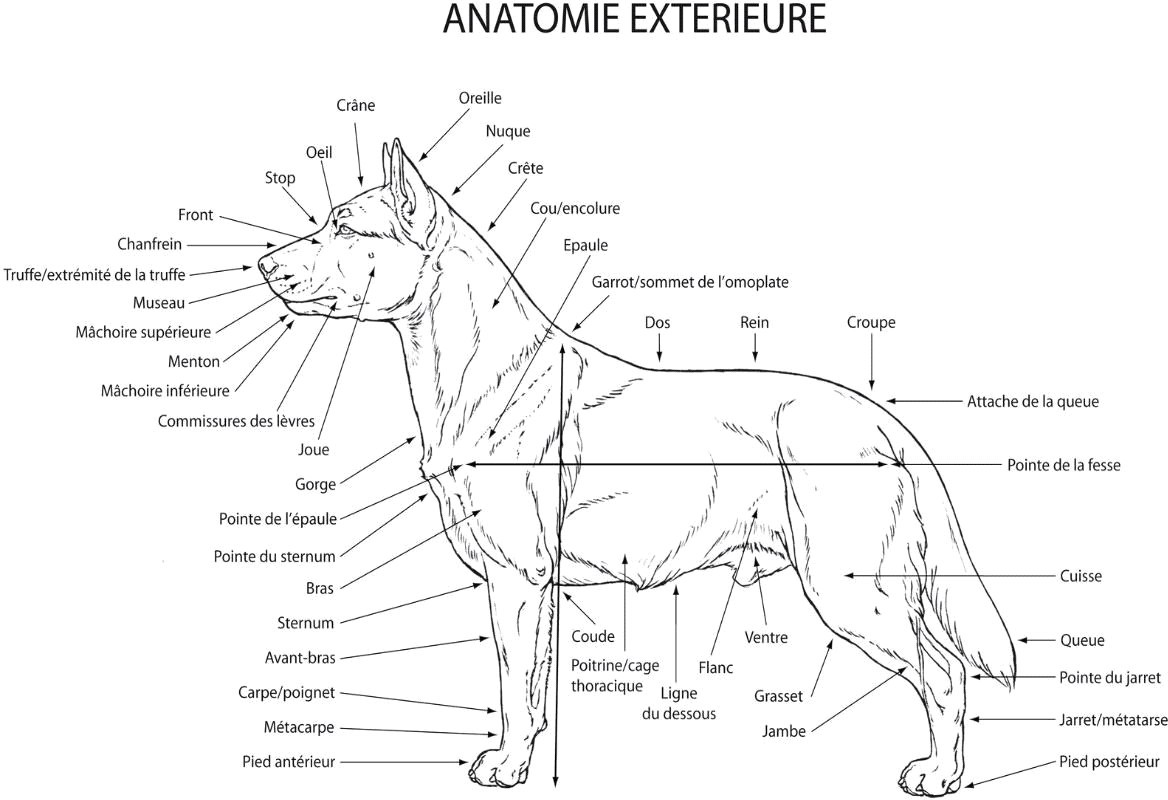 ANATOMIE EXTERIEURE
Crâne
Oreille
Nuque
Oeil
Stop
Crête
Front
Cou/encolure
Chanfrein
Epaule
Truffe/extrémité de la truffe
Garrot/sommet de l'omoplate
Museau
Mâchoire supérieure
Dos
Rein
Croupe
Menton
Mâchoire inférieure
Attache de la queue
Commissures des lèvres
Joue
Pointe de la fesse
Gorge
Pointe de l'épaule
Pointe du sternum
Bras
Cuisse
Sternum
Coude
Ventre
Queue
Avant-bras
Poitrine/cage
thoracique
Flanc
Pointe du jarret
Carpe/poignet
Ligne
du dessous
Grasset
Jarret/métatarse
Métacarpe
Jambe
Pied antérieur
Pied postérieur